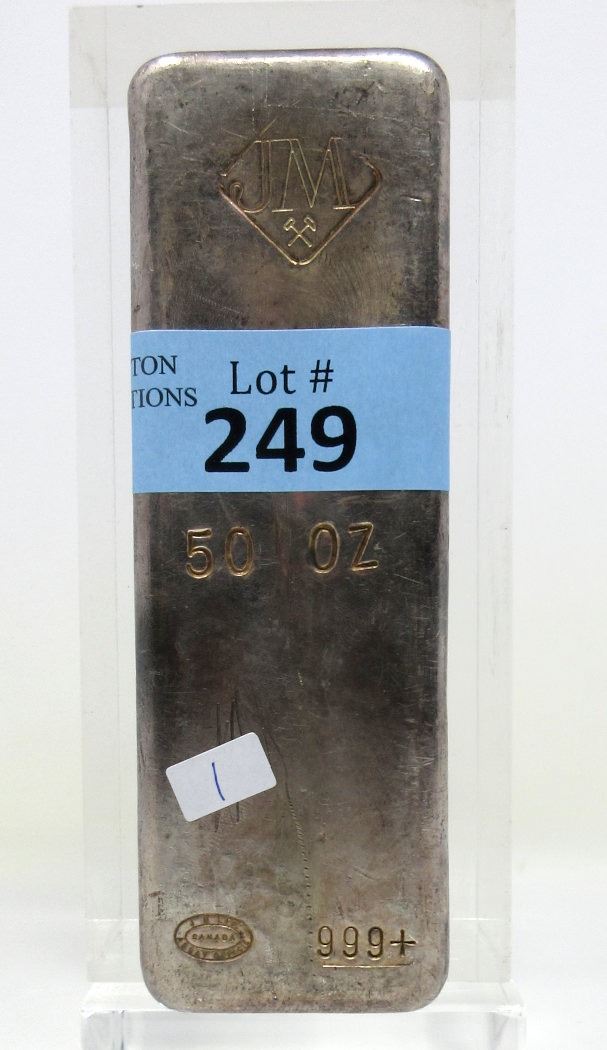 JM
TON
TIONS
Lot #
249
50 OZ
1
CANADA
999+